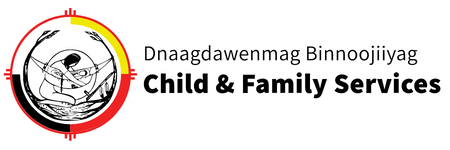 Dnaagdawenmag Binnoojiiyag
Child & Family Services